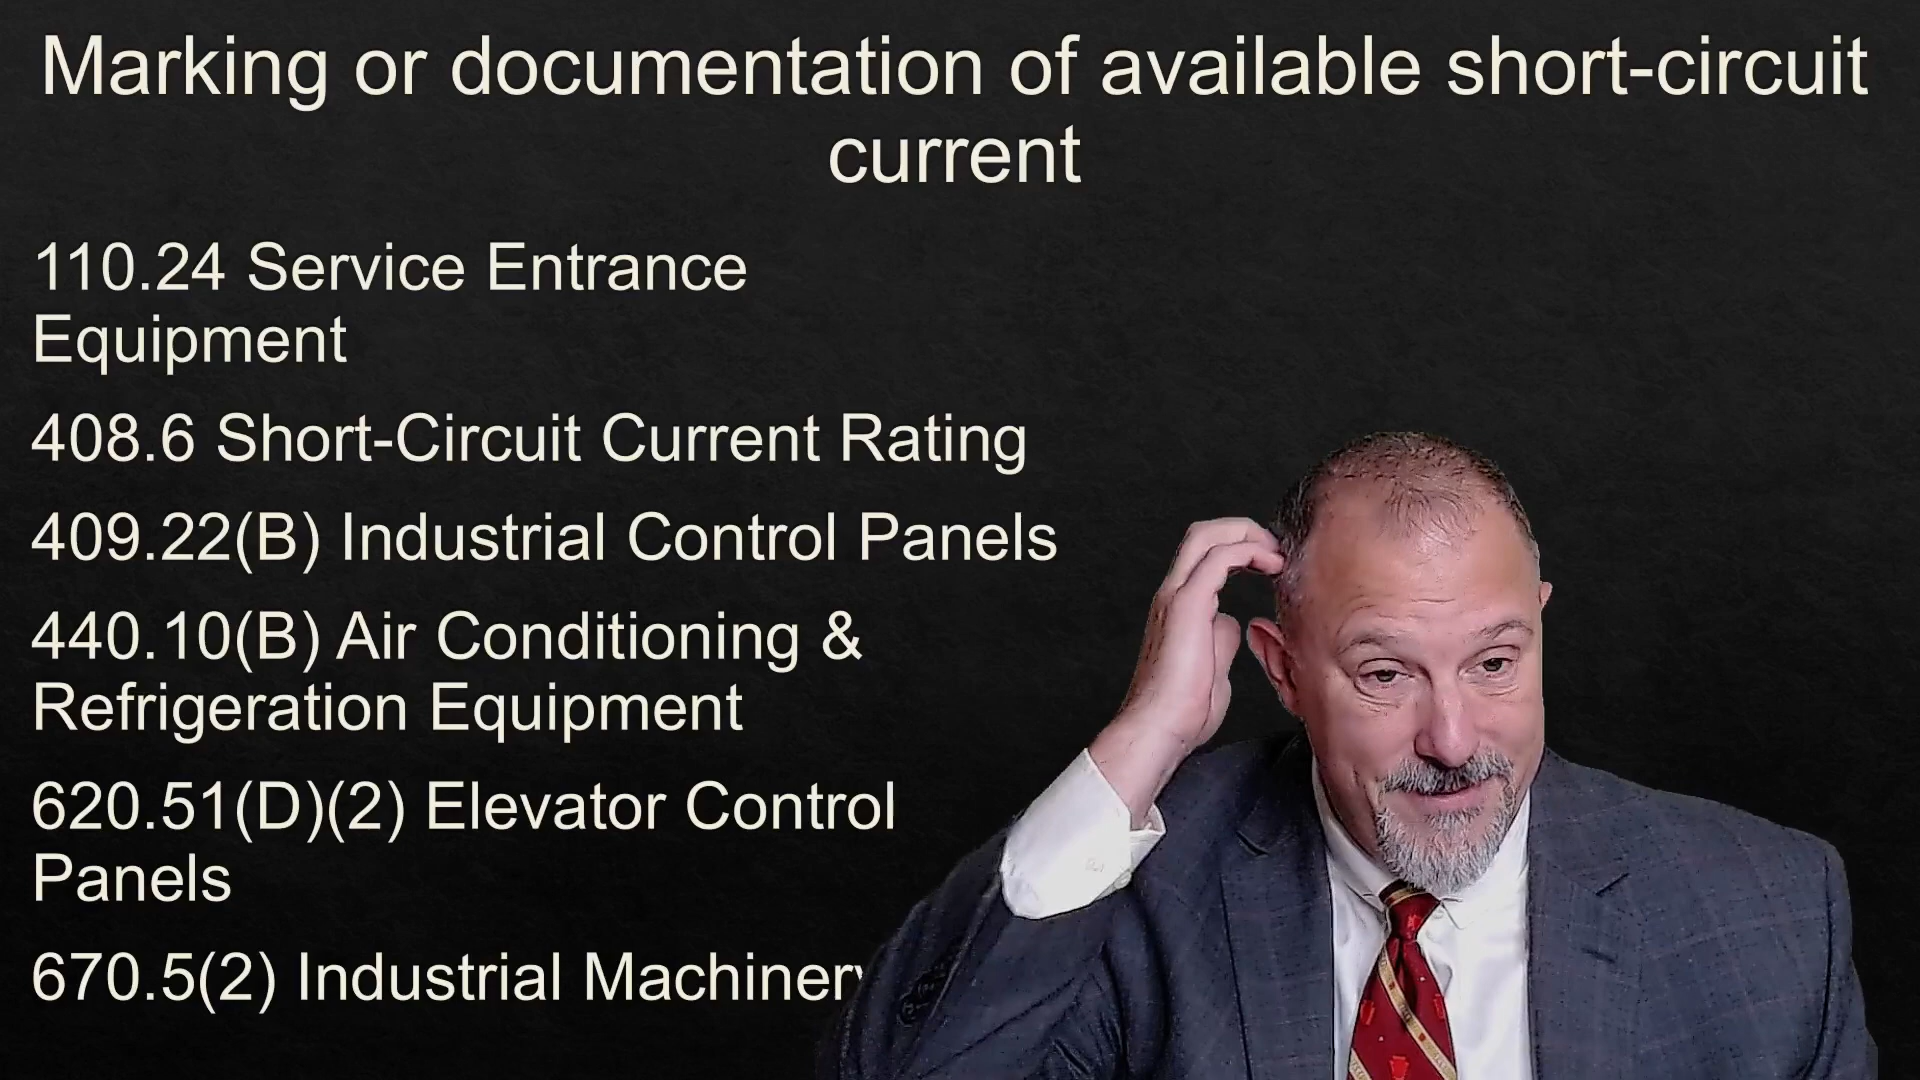 Marking or documentation of available short-circuit
current
110.24 Service Entrance
Equipment
408.6 Short-Circuit Current Rating
409.22(B) Industrial Control Panels
440.10(B) Air Conditioning &
Refrigeration Equipment
620.51(D)(2) Elevator Control
Panels
670.5(2) Industrial Machinery